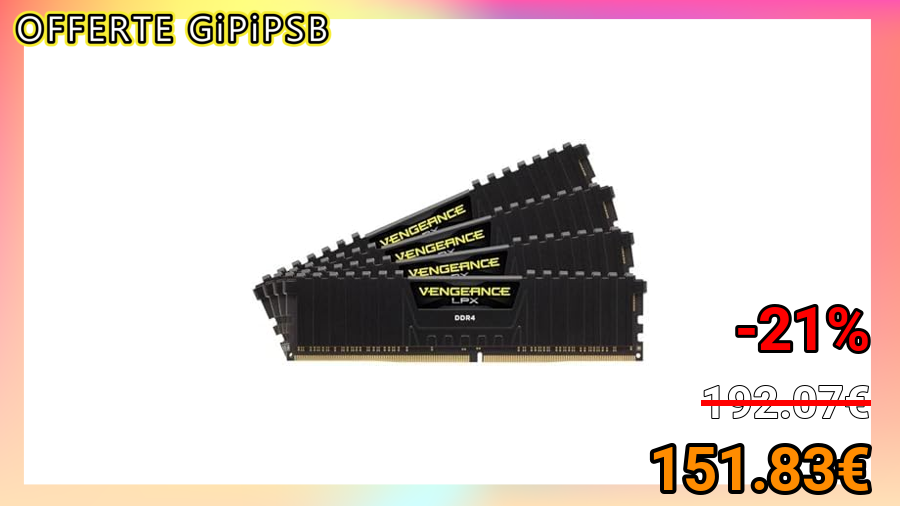 OFFERTE GiPiPSB
VENGEANCE
VENGEANCE
VENGEANCE
VENGEANCE
LPX
DDR4
-21%
192.07€
151.83€